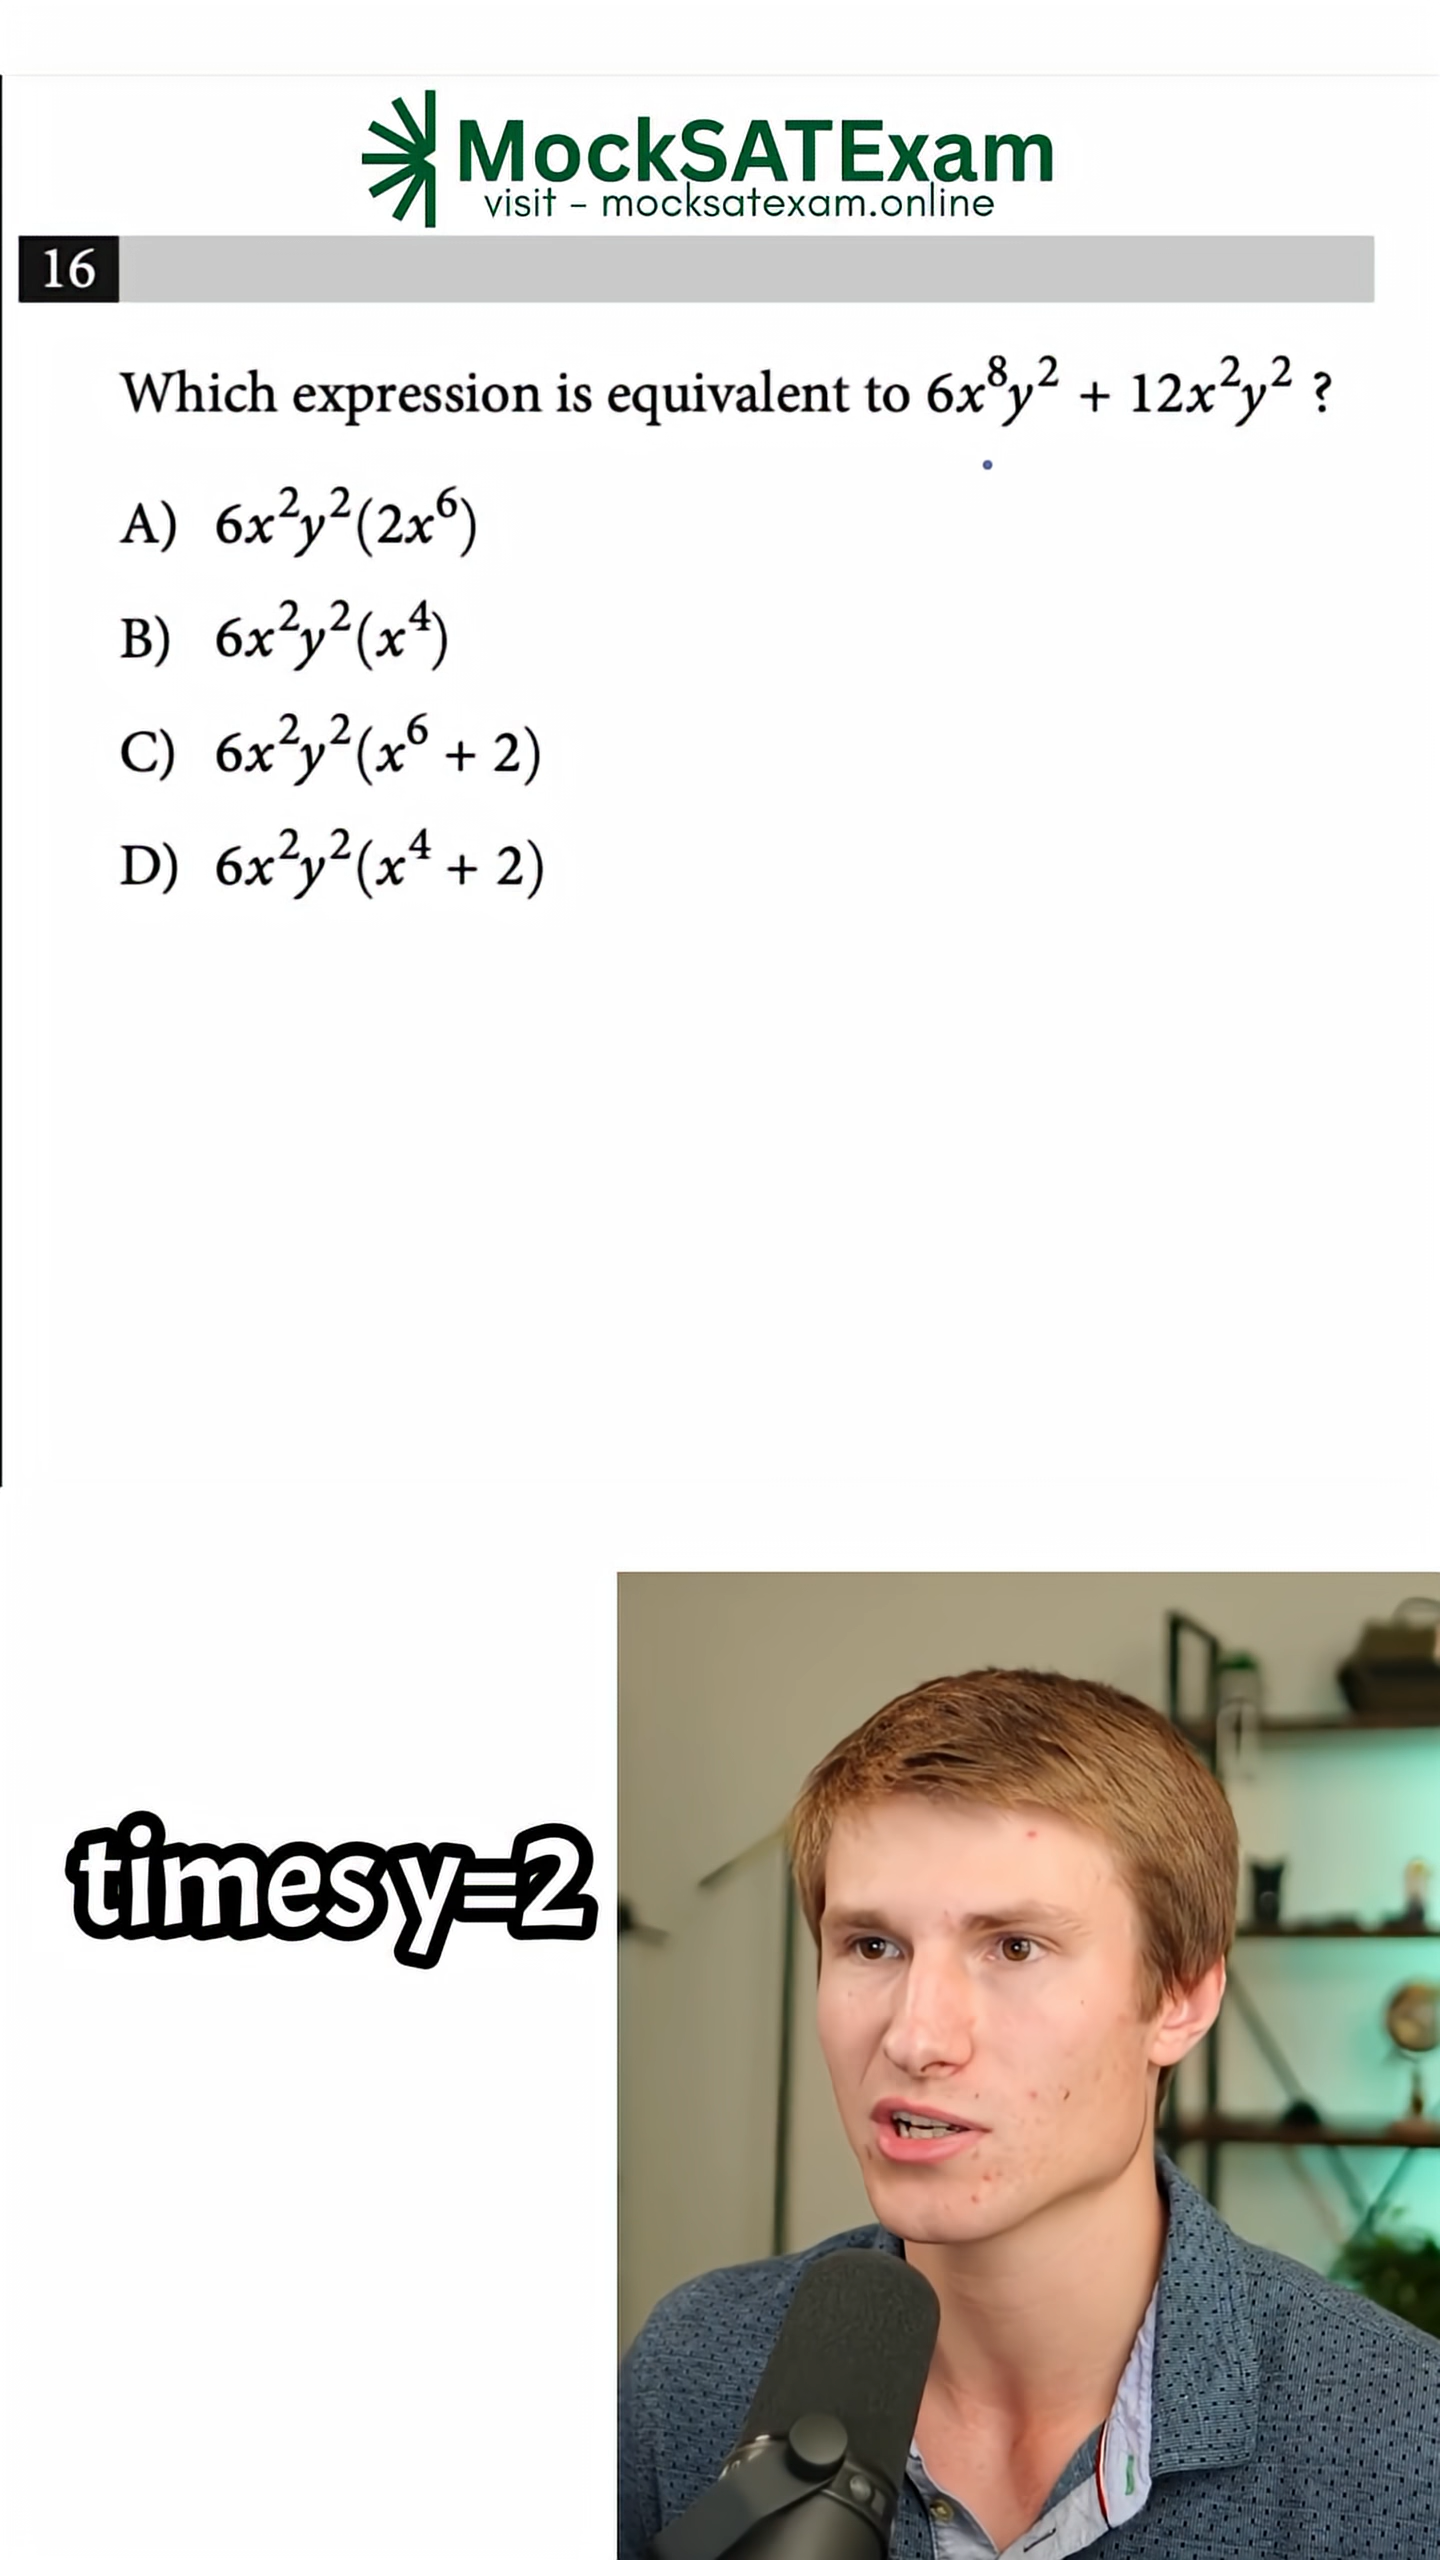 MockSATExam
visit - mocksatexam.online
16
Which expression is equivalent to 6x⁸y² + 12x²y² ?
A) 6x²y²(2x⁶)
B) 6x²y²(x⁴)
C) 6x²y²(x⁶ + 2)
D) 6x²y²(x⁴ + 2)
timesy=2